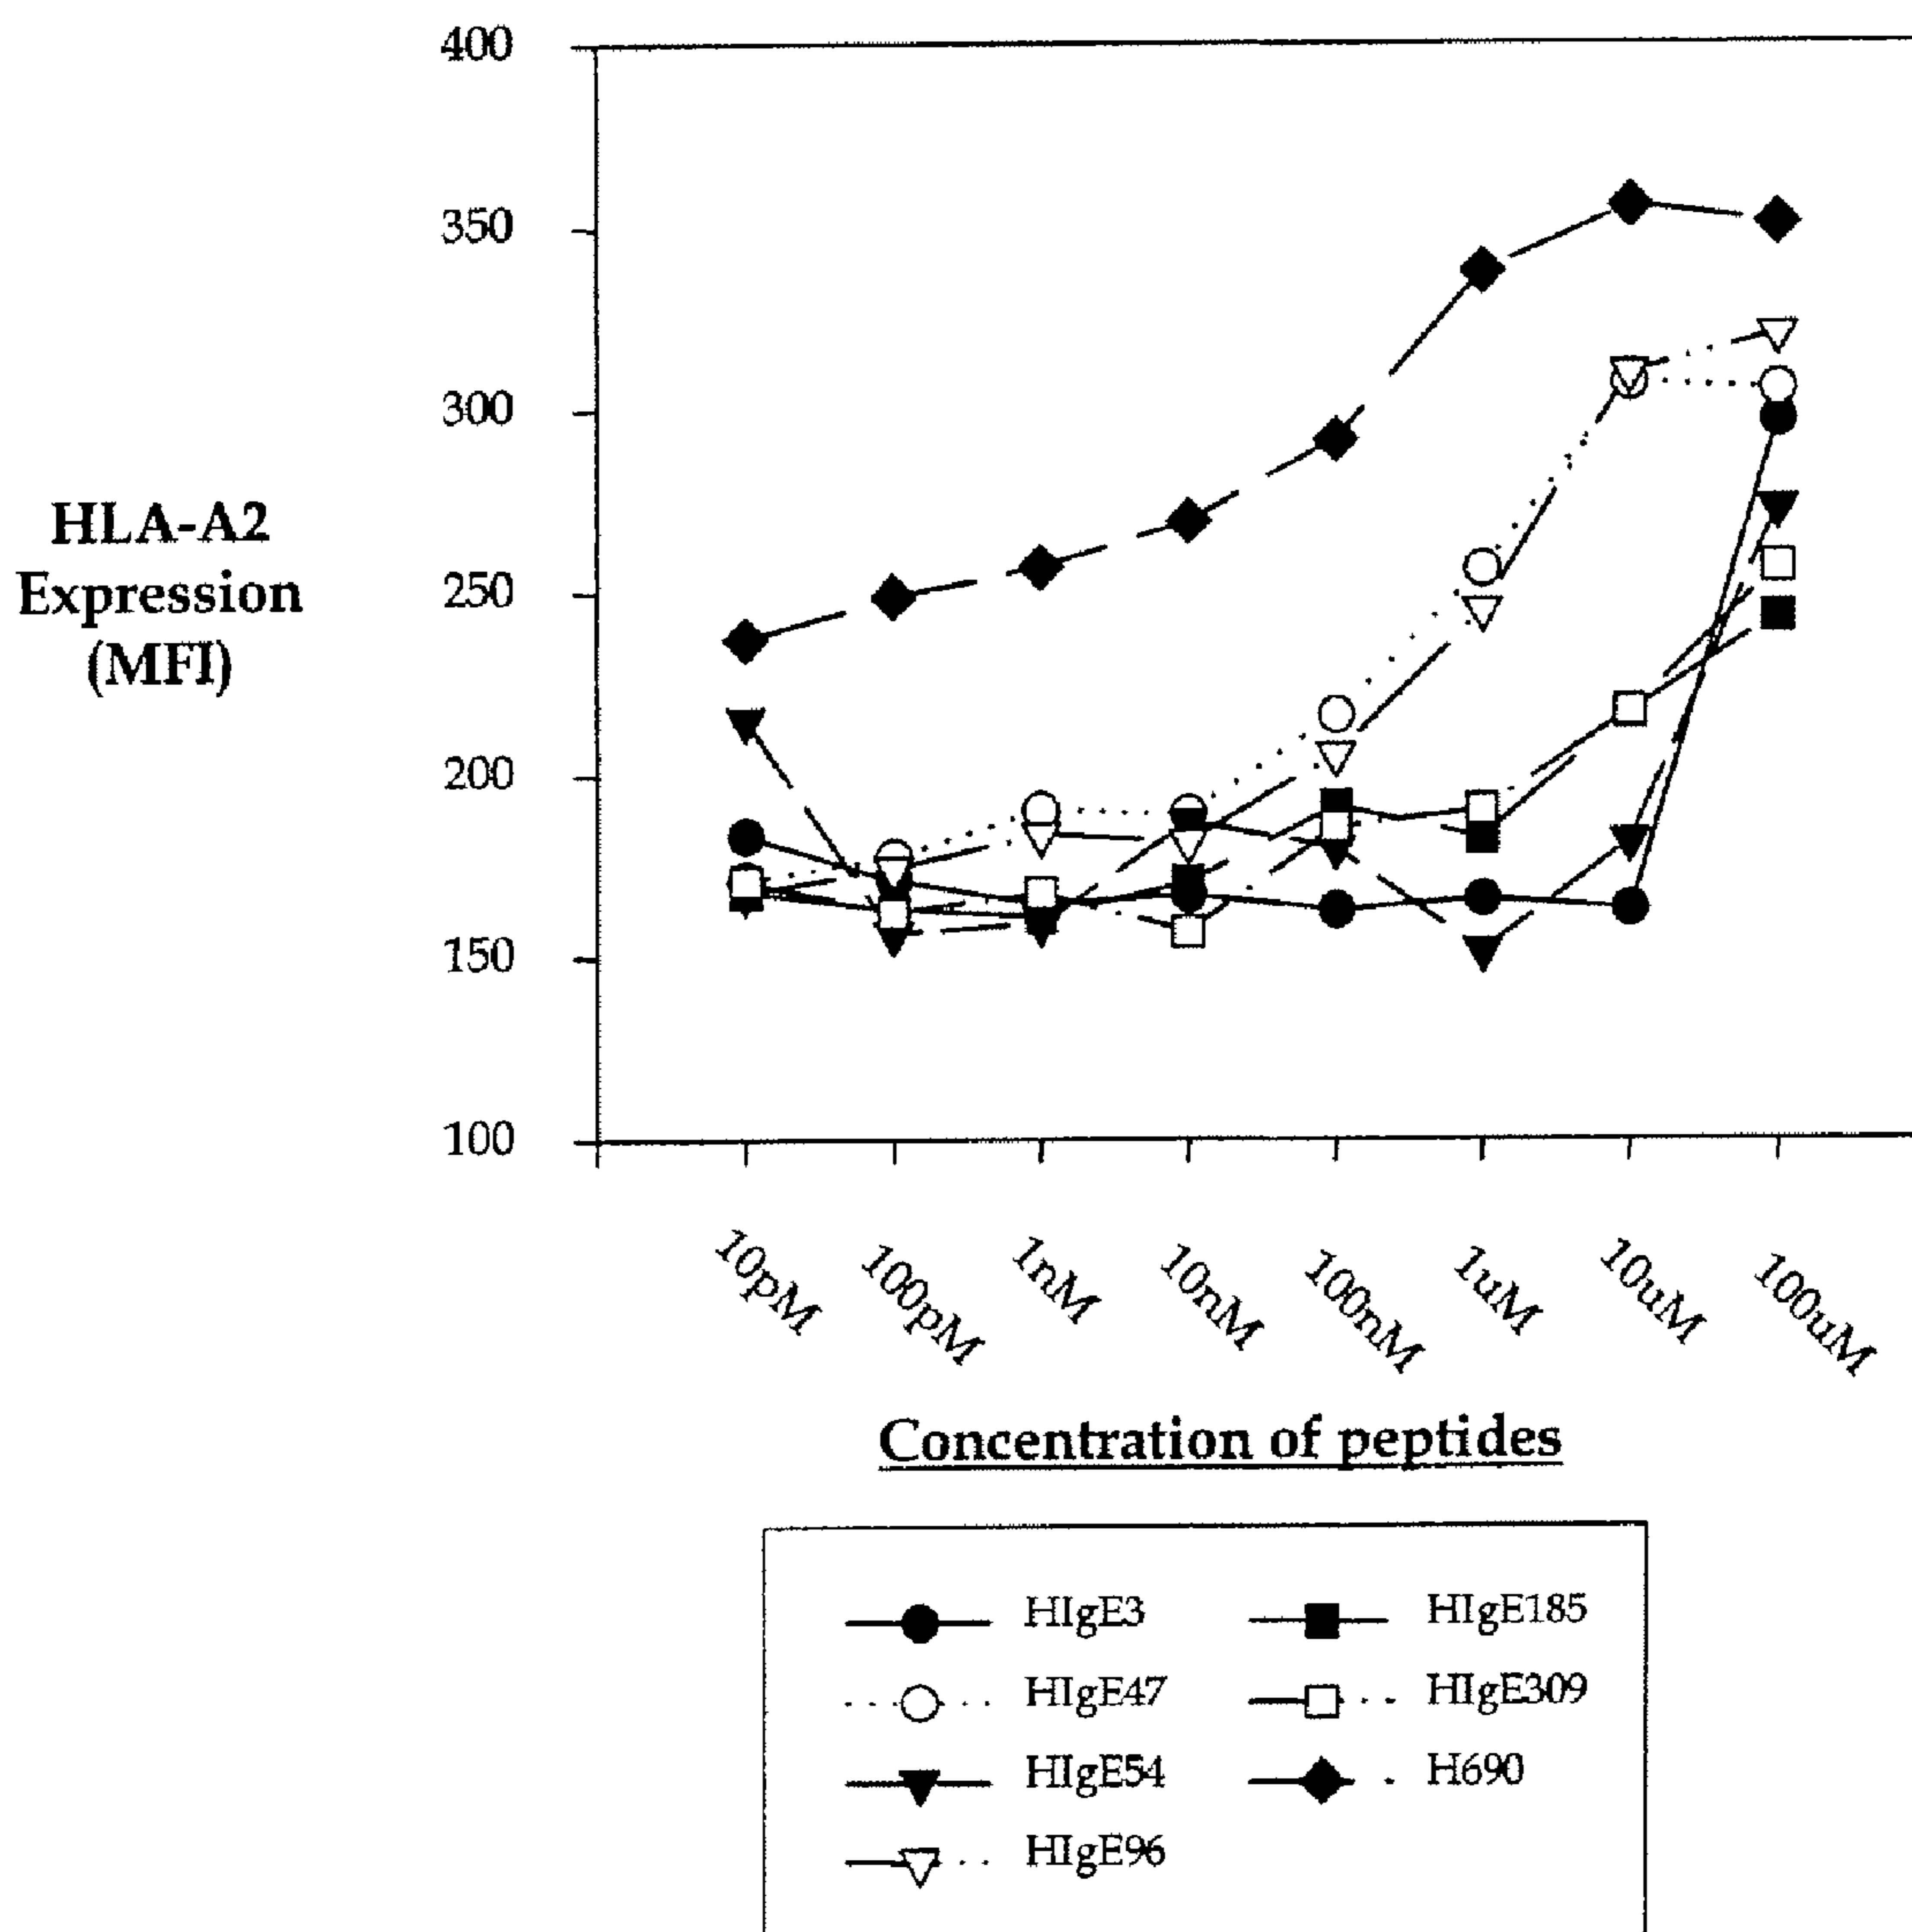 400
350
300
250
200
150
100
HLA-A2
Expression
(MFI)
10pM
100pM
1nM
10nM
100nM
1uM
10uM
100uM
Concentration of peptides
HIgE3
HIgE47
HIgE54
HIgE96
HIgE185
HIgE309
H690